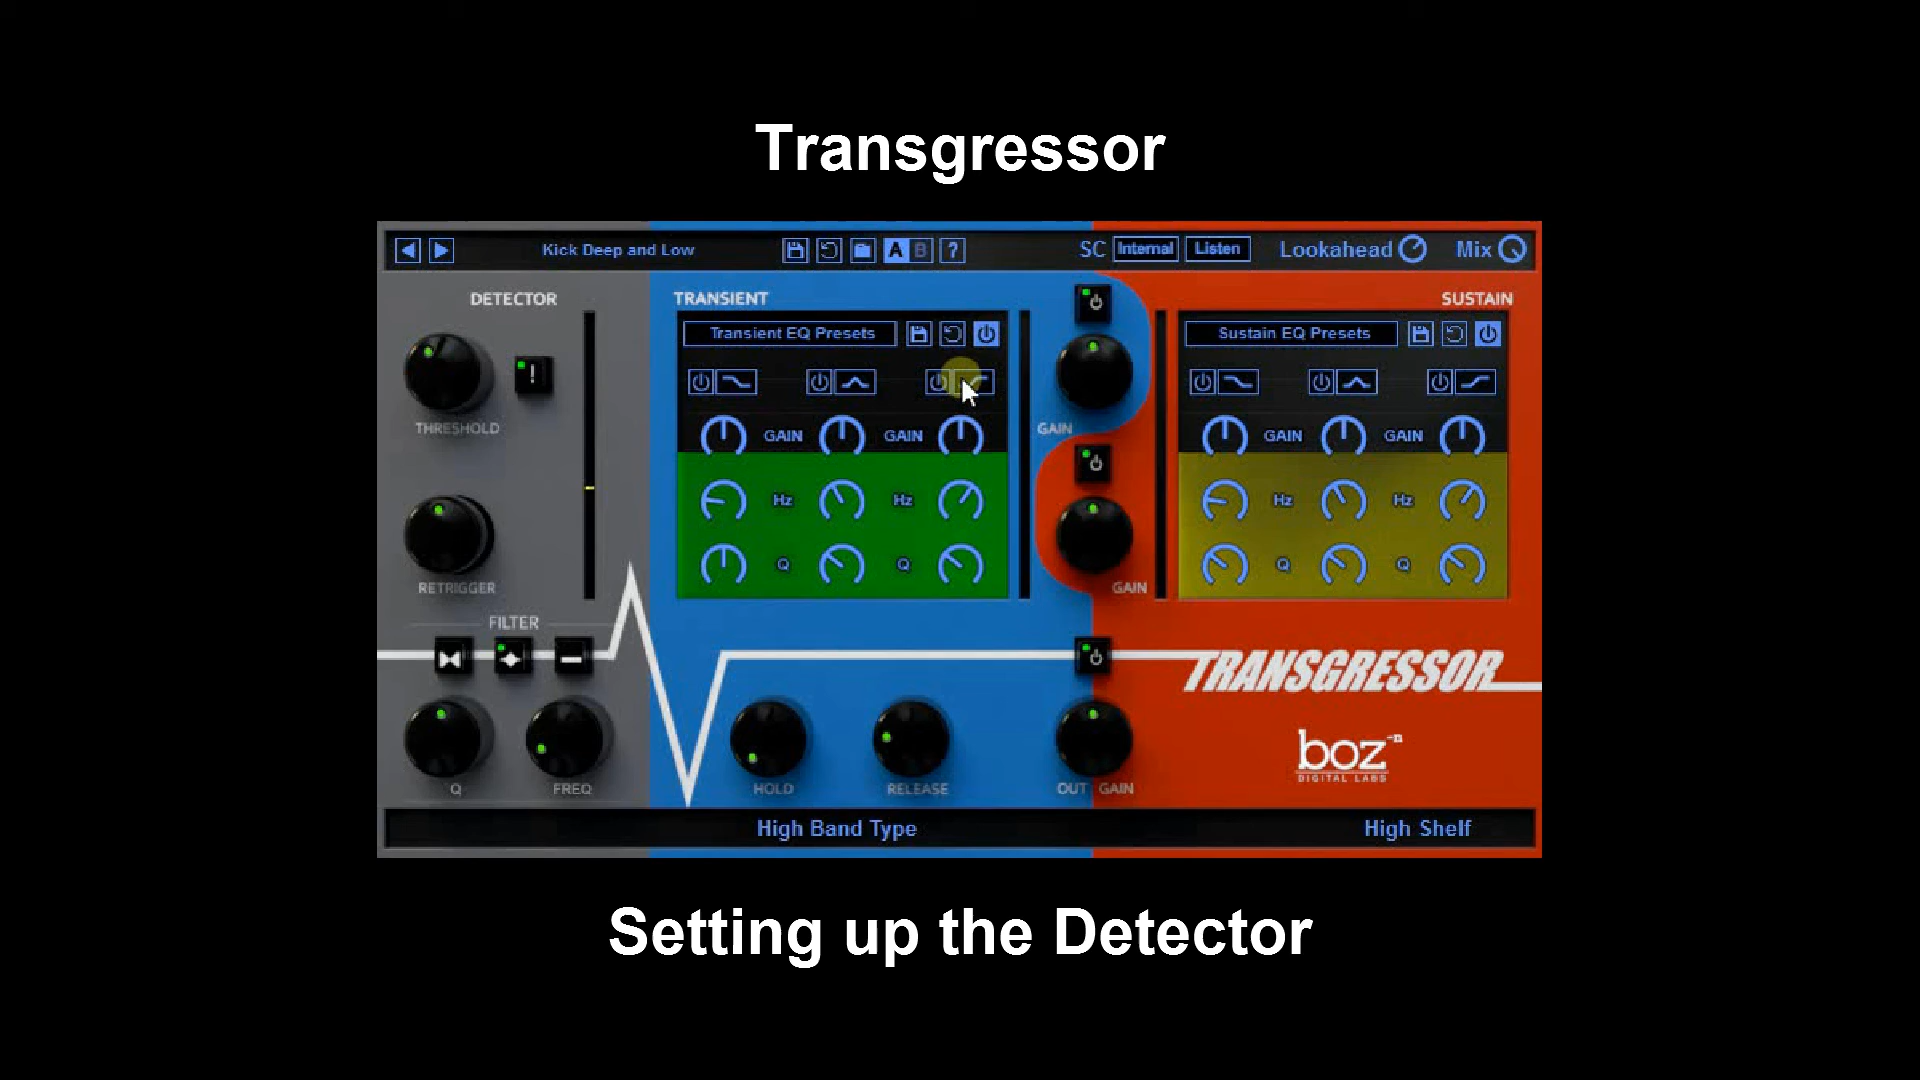 Transgressor
Kick Deep and Low
A B ?
SC Internal Listen Lookahead Mix
DETECTOR
TRANSIENT
SUSTAIN
Transient EQ Presets
Sustain EQ Presets
!
THRESHOLD
GAIN GAIN
GAIN
GAIN GAIN
Hz Hz
Hz Hz
Q Q
Q Q
RETRIGGER
GAIN
FILTER
TRANSGRESSOR
boz
DIGITAL LABS
Q FREQ
HOLD RELEASE
OUT GAIN
High Band Type High Shelf
Setting up the Detector